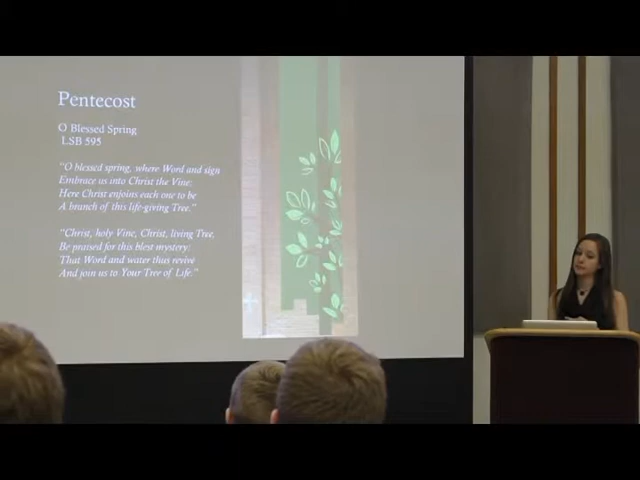 Pentecost
O Blessed Spring
LSB 595
"O blessed spring, where Word and sign
Embrace us into Christ the Vine:
Here Christ enjoins each one to be
A branch of this life-giving Tree."
"Christ, holy Vine, Christ, living Tree,
Be praised for this blest mystery:
That Word and water thus revive
And join us to Your Tree of Life."